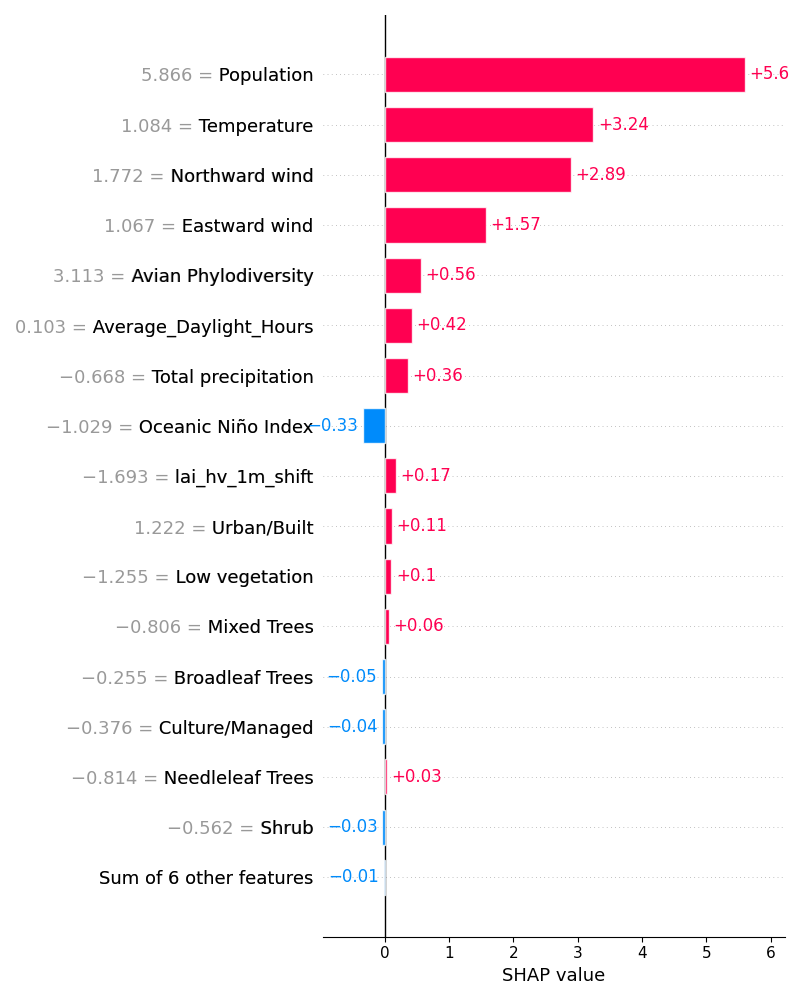 5.866 = Population +5.6
1.084 = Temperature +3.24
1.772 = Northward wind +2.89
1.067 = Eastward wind +1.57
3.113 = Avian Phylodiversity +0.56
0.103 = Average_Daylight_Hours +0.42
−0.668 = Total precipitation +0.36
−1.029 = Oceanic Niño Index −0.33
−1.693 = lai_hv_1m_shift +0.17
1.222 = Urban/Built +0.11
−1.255 = Low vegetation +0.1
−0.806 = Mixed Trees +0.06
−0.255 = Broadleaf Trees −0.05
−0.376 = Culture/Managed −0.04
−0.814 = Needleleaf Trees +0.03
−0.562 = Shrub −0.03
Sum of 6 other features −0.01
0 1 2 3 4 5 6
SHAP value